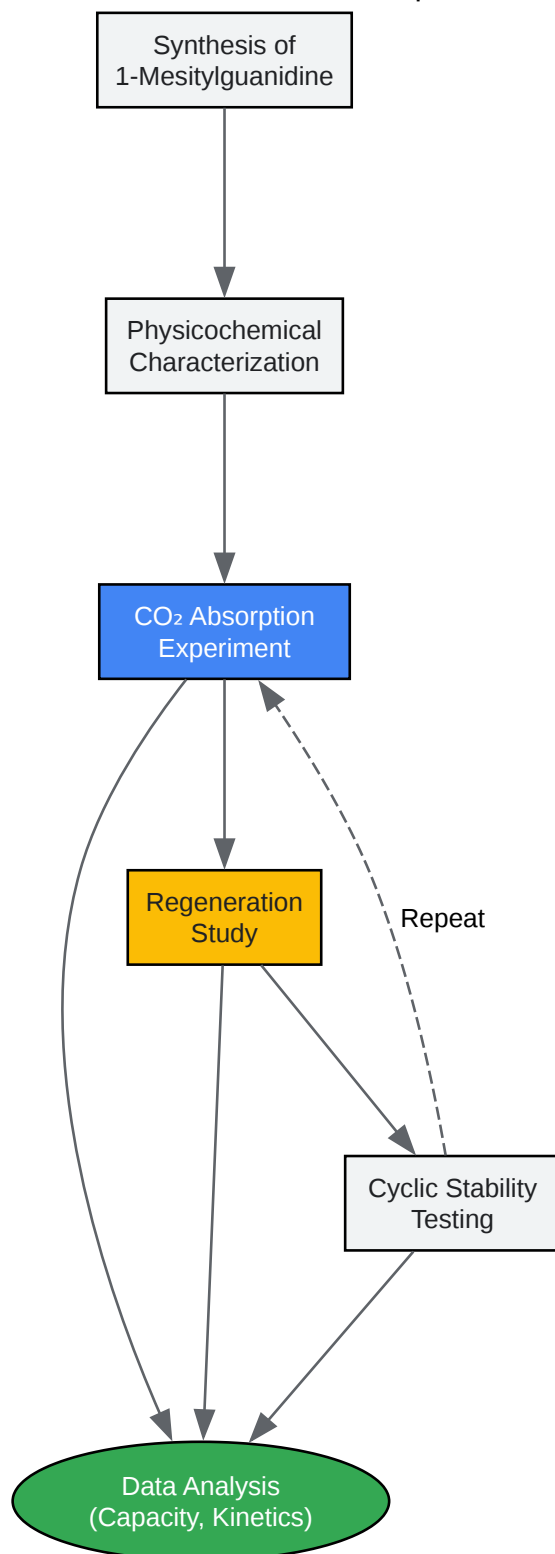 Synthesis of
1-Mesitylguanidine
Physicochemical
Characterization
CO₂ Absorption
Experiment
Regeneration
Study
Repeat
Cyclic Stability
Testing
Data Analysis
(Capacity, Kinetics)